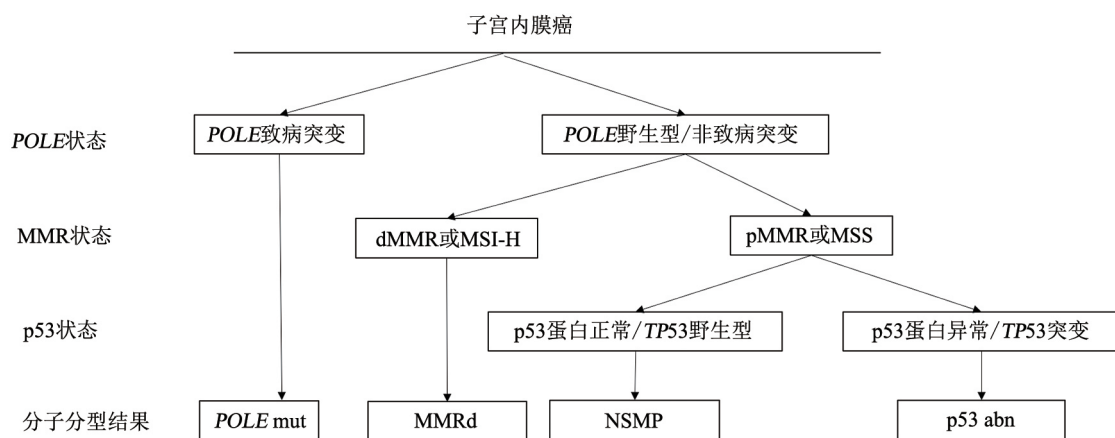 子宫内膜癌
POLE状态
POLE致病突变
POLE野生型/非致病突变
MMR状态
dMMR或MSI-H
pMMR或MSS
p53状态
p53蛋白正常/TP53野生型
p53蛋白异常/TP53突变
分子分型结果
POLE mut
MMRd
NSMP
p53 abn